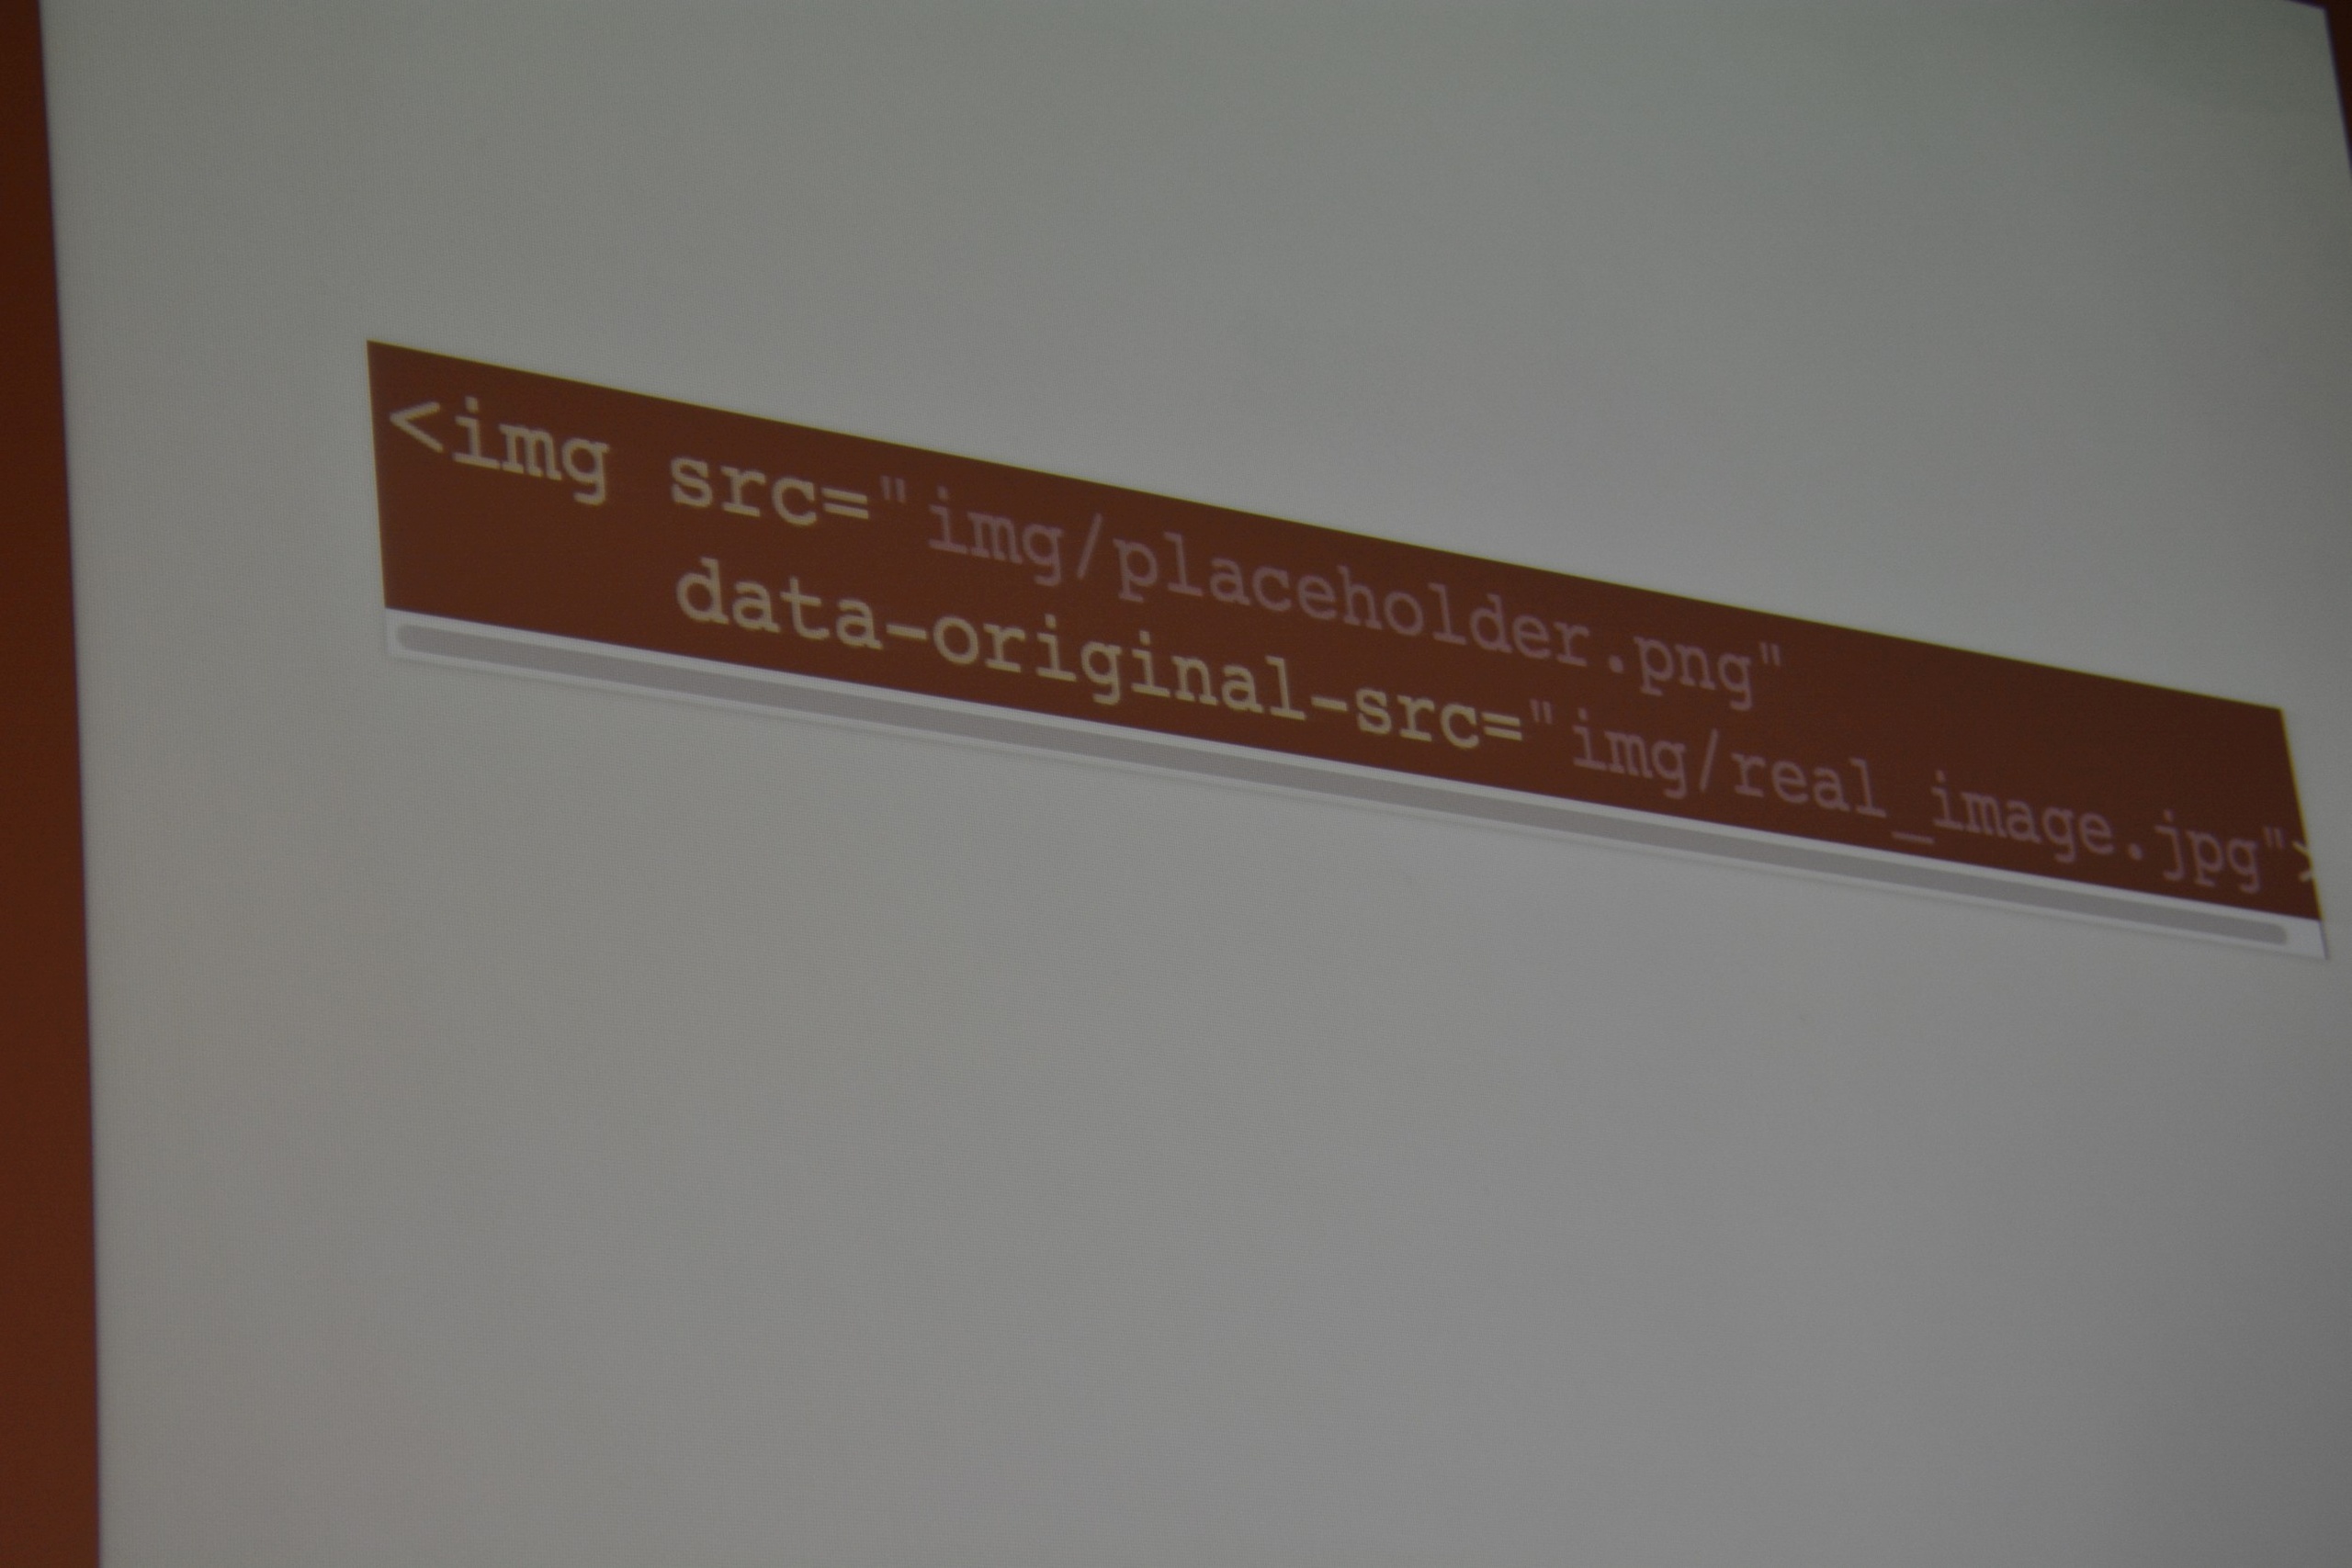 <img src="img/placeholder.png"
data-original-src="img/real_image.jpg">